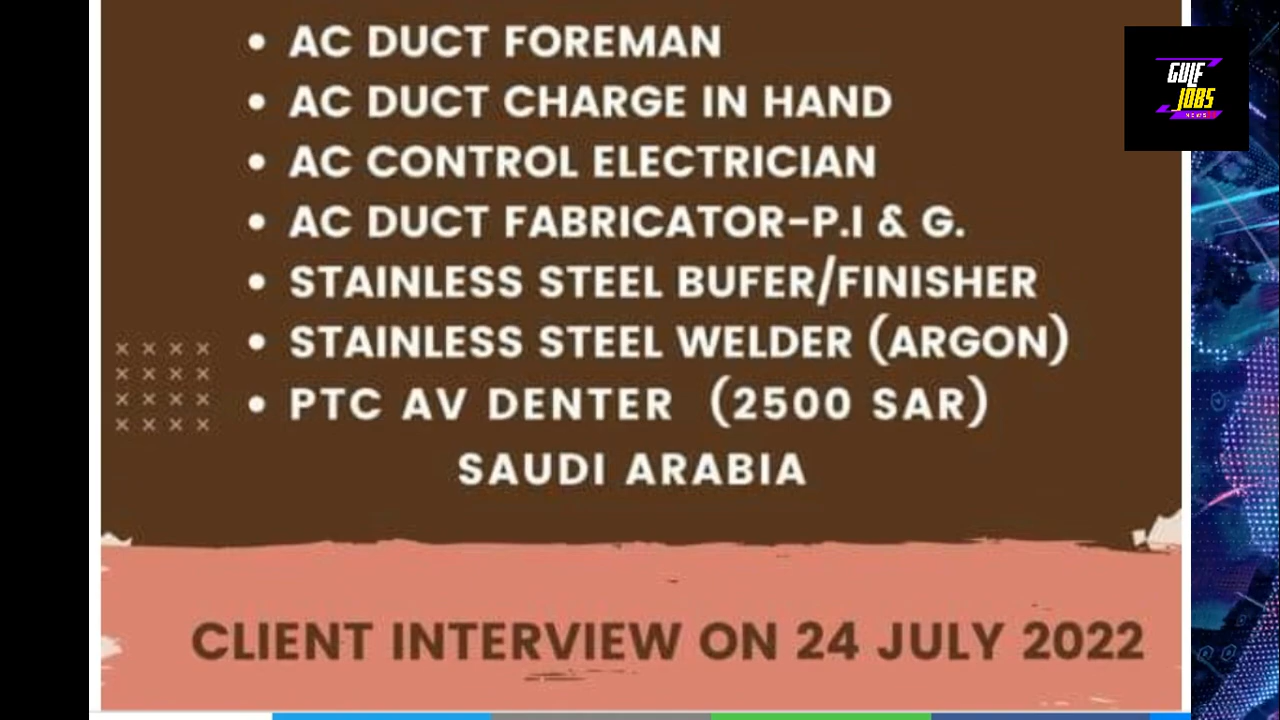 • AC DUCT FOREMAN
• AC DUCT CHARGE IN HAND
• AC CONTROL ELECTRICIAN
• AC DUCT FABRICATOR-P.I & G.
• STAINLESS STEEL BUFER/FINISHER
• STAINLESS STEEL WELDER (ARGON)
• PTC AV DENTER (2500 SAR)
SAUDI ARABIA
CLIENT INTERVIEW ON 24 JULY 2022
GULF
JOBS
NEWS